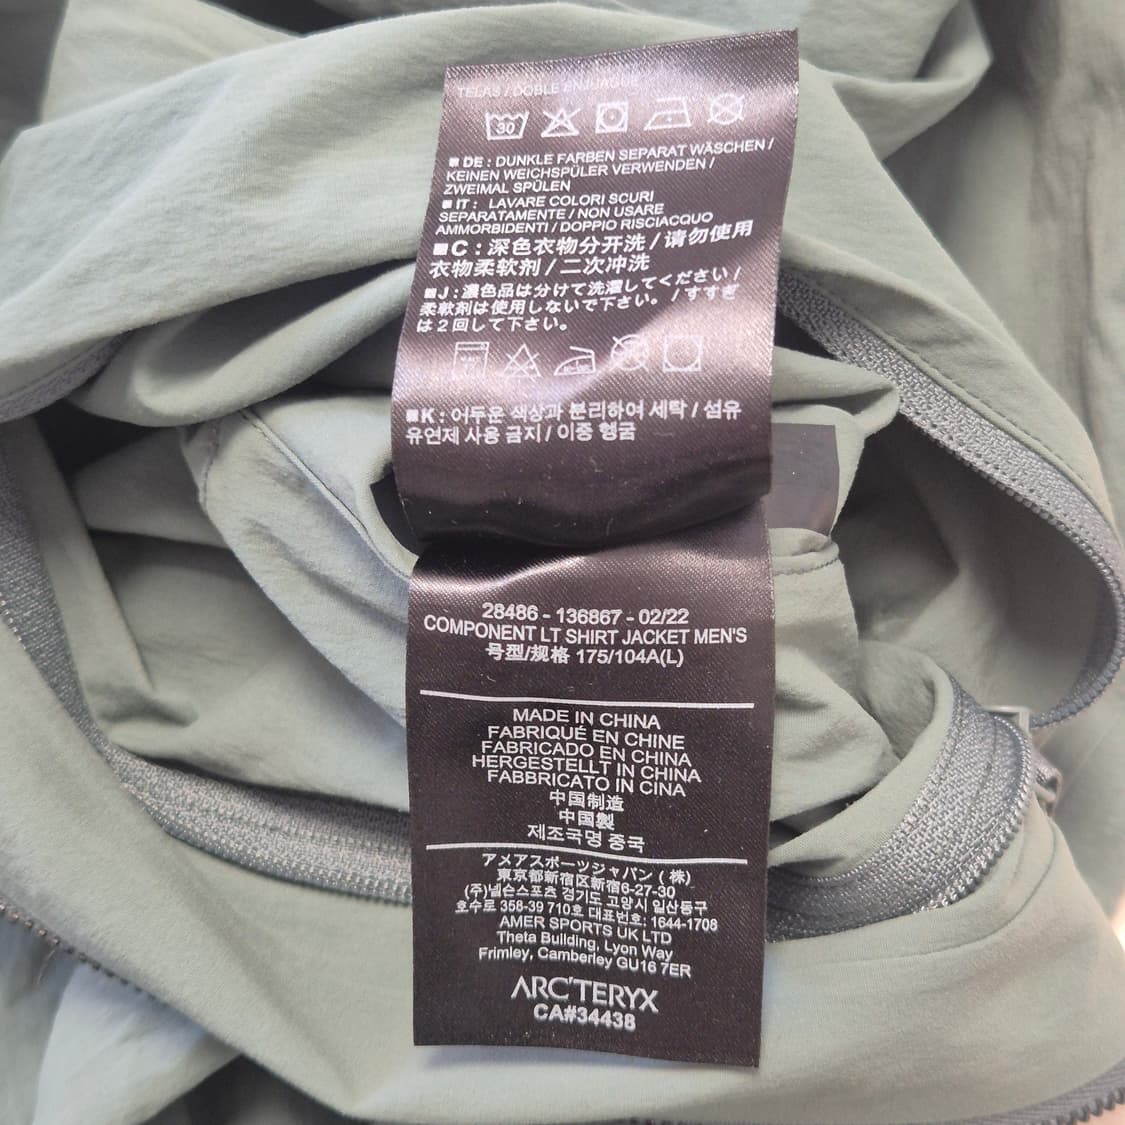 TELAS / DOBLE ENJUAGUE
30
■ DE : DUNKLE FARBEN SEPARAT WÄSCHEN /
KEINEN WEICHSPÜLER VERWENDEN /
ZWEIMAL SPÜLEN
■ IT : LAVARE COLORI SCURI
SEPARATAMENTE / NON USARE
AMMORBIDENTI / DOPPIO RISCIACQUO
■C : 深色衣物分开洗 / 请勿使用
衣物柔软剂 / 二次冲洗
■J : 濃色品は分けて洗濯してください /
柔軟剤は使用しないで下さい。 / すすぎ
は2回して下さい。
■K : 어두운 색상과 분리하여 세탁 / 섬유
유연제 사용 금지 / 이중 헹굼
28486 - 136867 - 02/22
COMPONENT LT SHIRT JACKET MEN'S
号型/规格 175/104A(L)
MADE IN CHINA
FABRIQUÉ EN CHINE
FABRICADO EN CHINA
HERGESTELLT IN CHINA
FABBRICATO IN CINA
中国制造
中国製
제조국명 중국
アメアスポーツジャパン ( 株)
東京都新宿区新宿6-27-30
(주)넬슨스포츠 경기도 고양시 일산동구
호수로 358-39 710호 대표번호: 1644-1708
AMER SPORTS UK LTD
Theta Building, Lyon Way
Frimley, Camberley GU16 7ER
ARC'TERYX
CA#34438